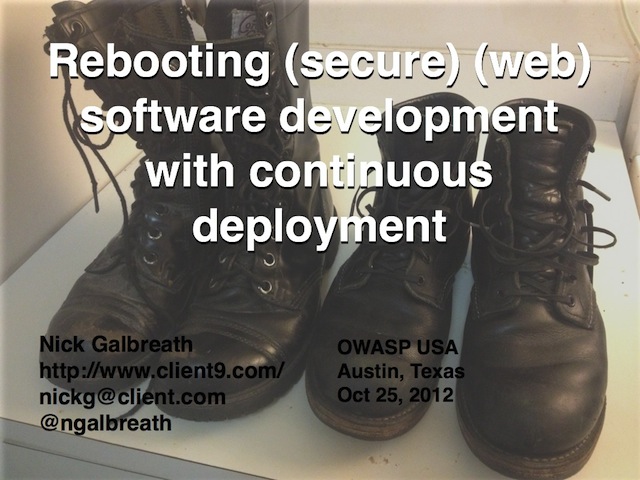 Rebooting (secure) (web)
software development
with continuous
deployment
Nick Galbreath
http://www.client9.com/
nickg@client.com
@ngalbreath
OWASP USA
Austin, Texas
Oct 25, 2012